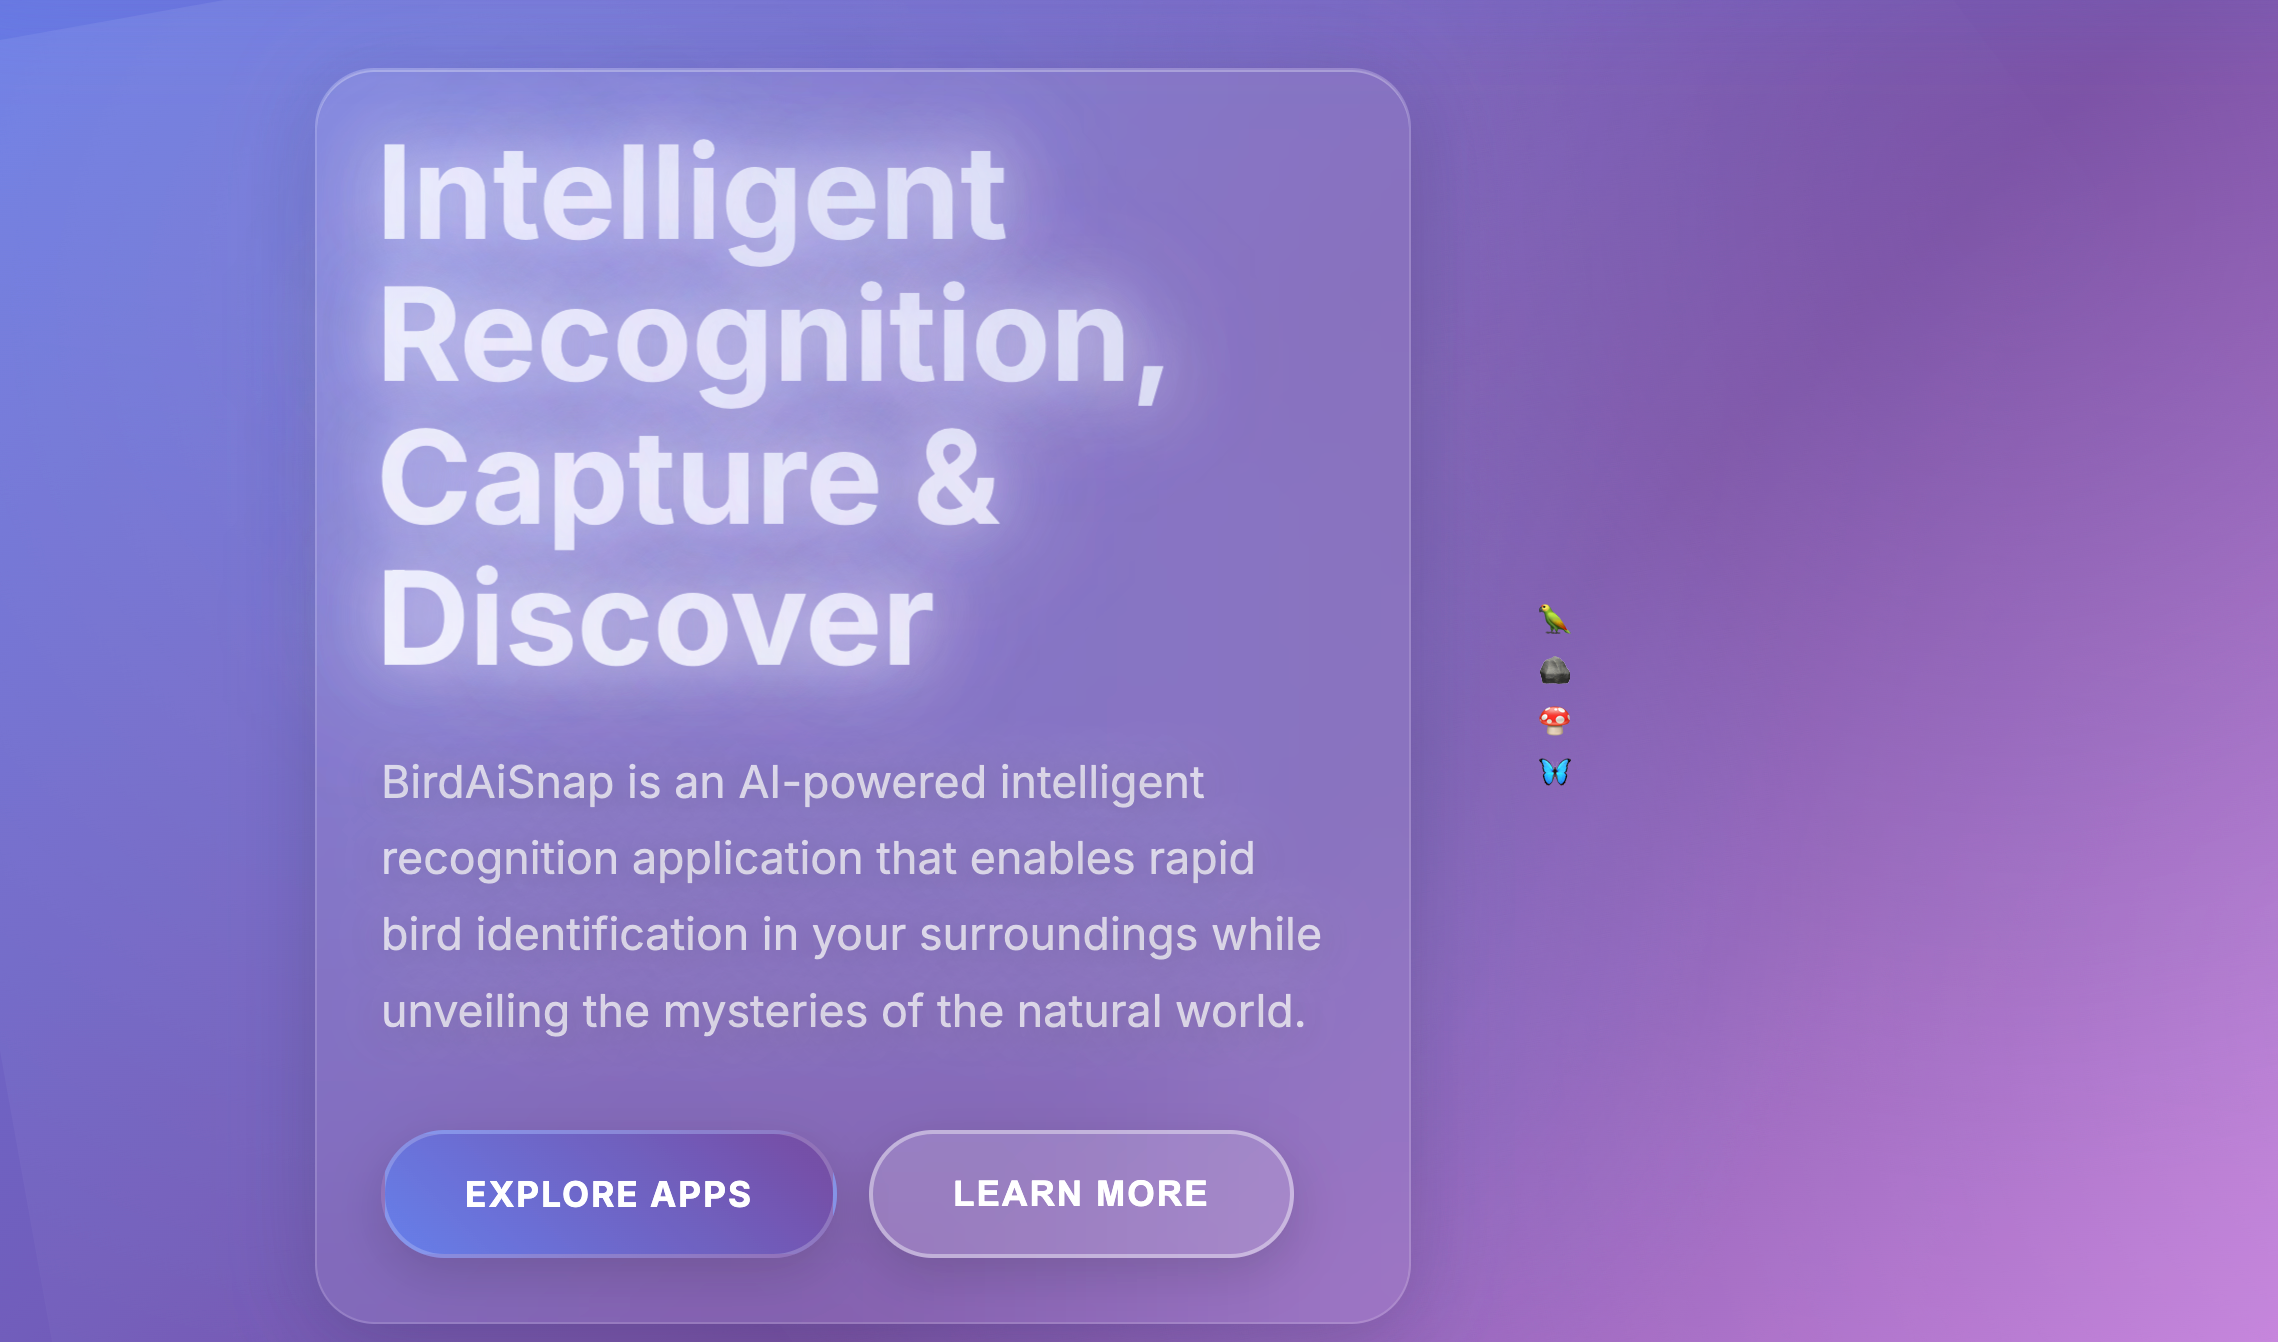 Intelligent
Recognition,
Capture &
Discover
BirdAiSnap is an AI-powered intelligent
recognition application that enables rapid
bird identification in your surroundings while
unveiling the mysteries of the natural world.
EXPLORE APPS
LEARN MORE